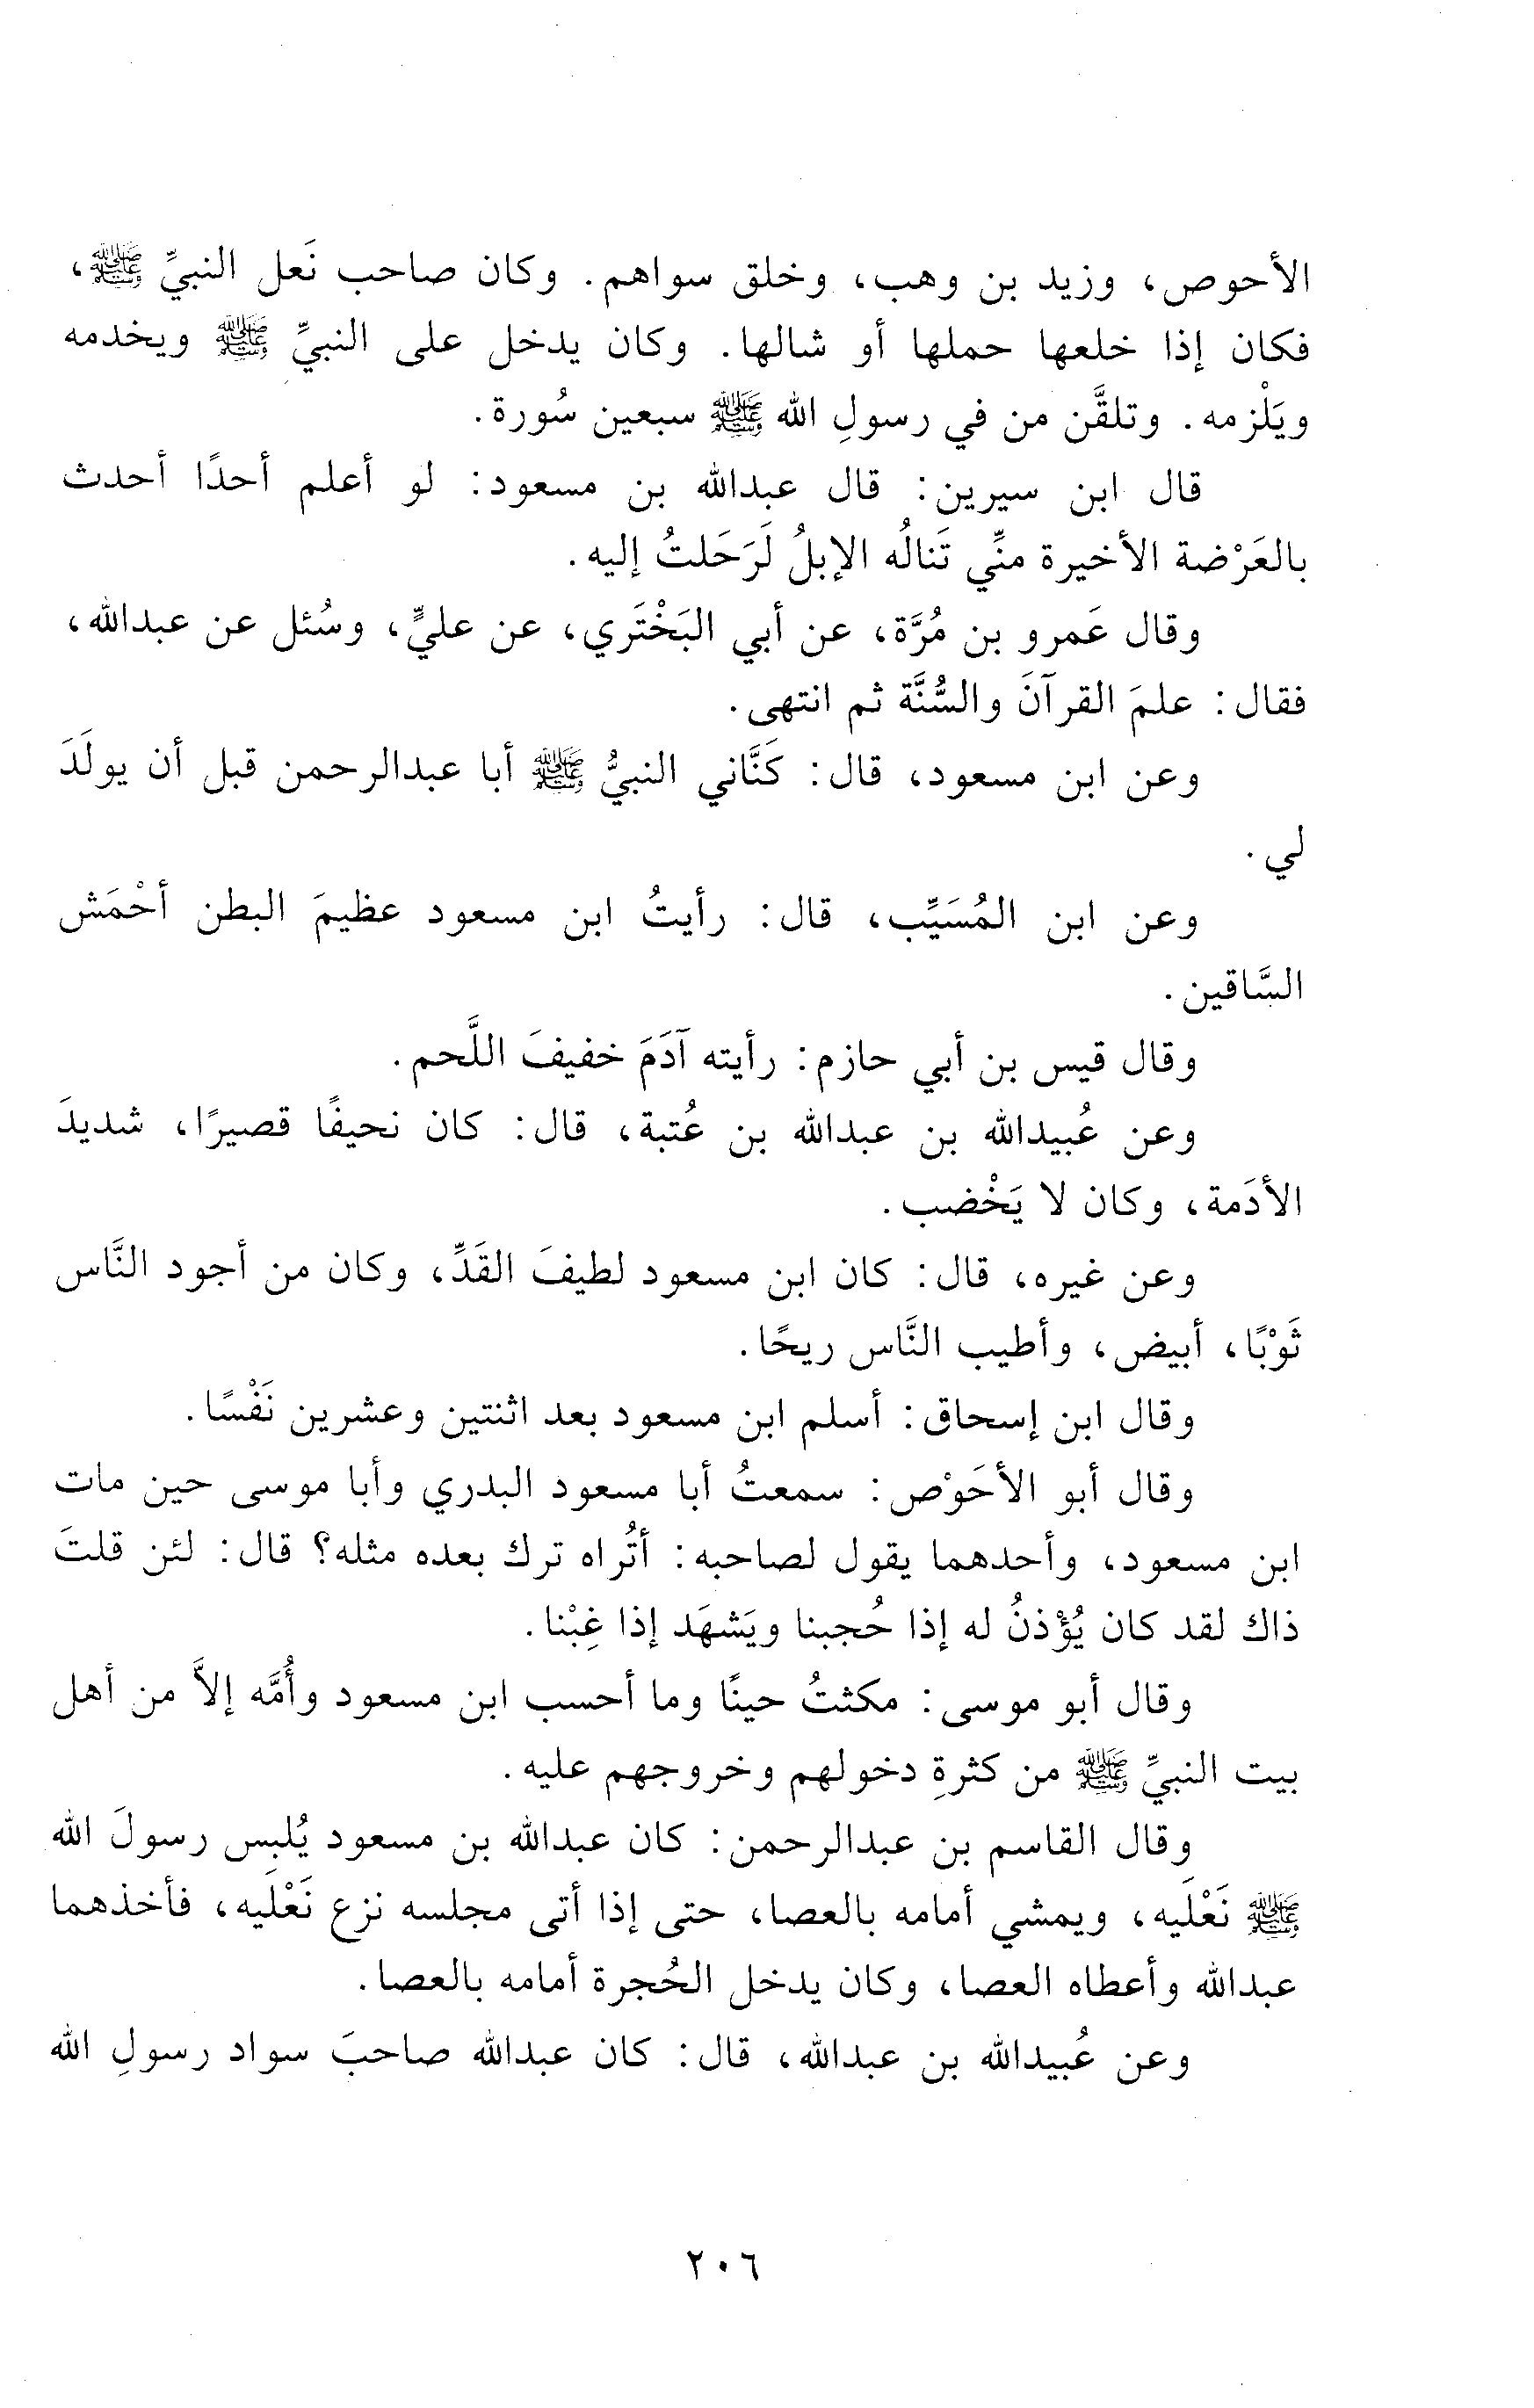 الأحوص، وزيد بن وهب، وخلق سواهم. وكان صاحب نَعل النبيِّ ﷺ،
فكان إذا خلعها حملها أو شالها. وكان يدخل على النبيِّ ﷺ ويخدمه
ويَلْزمه. وتلقَّن من في رسولِ الله ﷺ سبعين سُورة.
قال ابن سيرين: قال عبدالله بن مسعود: لو أعلم أحدًا أحدث
بالعَرْضة الأخيرة منِّي تَنالُه الإبلُ لَرَحَلتُ إليه.
وقال عَمرو بن مُرَّة، عن أبي البَخْتَري، عن عليٍّ، وسُئل عن عبدالله،
فقال: علمَ القرآنَ والسُّنَّة ثم انتهى.
وعن ابن مسعود، قال: كَنَّاني النبيُّ ﷺ أبا عبدالرحمن قبل أن يولَدَ
لي.
وعن ابن المُسَيِّب، قال: رأيتُ ابن مسعود عظيمَ البطن أحْمَش
السَّاقين.
وقال قيس بن أبي حازم: رأيته آدَمَ خفيفَ اللَّحم.
وعن عُبيدالله بن عبدالله بن عُتبة، قال: كان نحيفًا قصيرًا، شديدَ
الأدَمة، وكان لا يَخْضب.
وعن غيره، قال: كان ابن مسعود لطيفَ القَدِّ، وكان من أجود النَّاس
ثَوْبًا، أبيض، وأطيب النَّاس ريحًا.
وقال ابن إسحاق: أسلم ابن مسعود بعد اثنتين وعشرين نَفْسًا.
وقال أبو الأحَوْص: سمعتُ أبا مسعود البدري وأبا موسى حين مات
ابن مسعود، وأحدهما يقول لصاحبه: أتُراه ترك بعده مثله؟ قال: لئن قلتَ
ذاك لقد كان يُؤْذنُ له إذا حُجبنا ويَشهَد إذا غِبْنا.
وقال أبو موسى: مكثتُ حينًا وما أحسب ابن مسعود وأُمَّه إلاَّ من أهل
بيت النبيِّ ﷺ من كثرةِ دخولهم وخروجهم عليه.
وقال القاسم بن عبدالرحمن: كان عبدالله بن مسعود يُلبِس رسولَ الله
ﷺ نَعْلَيه، ويمشي أمامه بالعصا، حتى إذا أتى مجلسه نزع نَعْلَيه، فأخذهما
عبدالله وأعطاه العصا، وكان يدخل الحُجرة أمامه بالعصا.
وعن عُبيدالله بن عبدالله، قال: كان عبدالله صاحبَ سواد رسولِ الله
٢٠٦